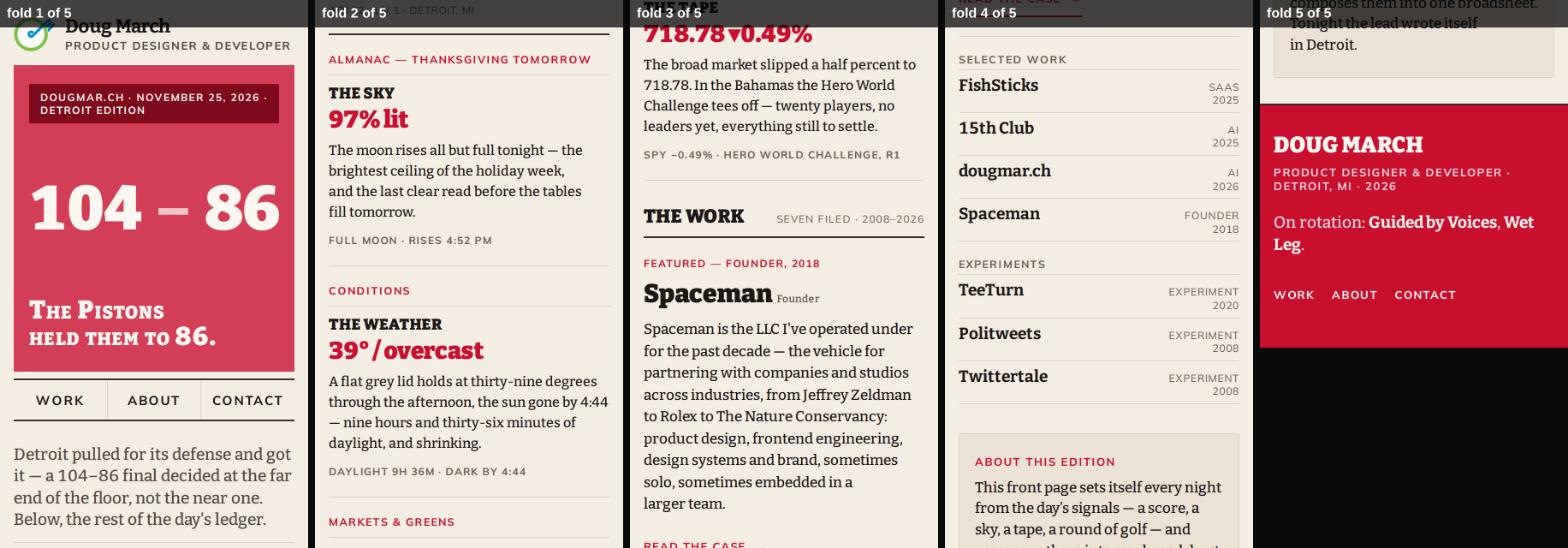 fold 1 of 5
Doug March
PRODUCT DESIGNER & DEVELOPER
DOUGMAR.CH · NOVEMBER 25, 2026 ·
DETROIT EDITION
104 – 86
The Pistons
held them to 86.
WORK ABOUT CONTACT
Detroit pulled for its defense and got
it — a 104–86 final decided at the far
end of the floor, not the near one.
Below, the rest of the day's ledger.
fold 2 of 5
1 · DETROIT, MI
ALMANAC — THANKSGIVING TOMORROW
THE SKY
97% lit
The moon rises all but full tonight — the
brightest ceiling of the holiday week,
and the last clear read before the tables
fill tomorrow.
FULL MOON · RISES 4:52 PM
CONDITIONS
THE WEATHER
39° / overcast
A flat grey lid holds at thirty-nine degrees
through the afternoon, the sun gone by 4:44
— nine hours and thirty-six minutes of
daylight, and shrinking.
DAYLIGHT 9H 36M · DARK BY 4:44
MARKETS & GREENS
fold 3 of 5
THE TAPE
718.78 ▾0.49%
The broad market slipped a half percent to
718.78. In the Bahamas the Hero World
Challenge tees off — twenty players, no
leaders yet, everything still to settle.
SPY −0.49% · HERO WORLD CHALLENGE, R1
THE WORK SEVEN FILED · 2008–2026
FEATURED — FOUNDER, 2018
Spaceman Founder
Spaceman is the LLC I've operated under
for the past decade — the vehicle for
partnering with companies and studios
across industries, from Jeffrey Zeldman
to Rolex to The Nature Conservancy:
product design, frontend engineering,
design systems and brand, sometimes
solo, sometimes embedded in a
larger team.
READ THE CASE
fold 4 of 5
READ THE CASE →
SELECTED WORK
FishSticks SAAS
2025
15th Club AI
2025
dougmar.ch AI
2026
Spaceman FOUNDER
2018
EXPERIMENTS
TeeTurn EXPERIMENT
2020
Politweets EXPERIMENT
2008
Twittertale EXPERIMENT
2008
ABOUT THIS EDITION
This front page sets itself every night
from the day's signals — a score, a
sky, a tape, a round of golf — and
fold 5 of 5
composes them into one broadsheet.
Tonight the lead wrote itself
in Detroit.
DOUG MARCH
PRODUCT DESIGNER & DEVELOPER ·
DETROIT, MI · 2026
On rotation: Guided by Voices, Wet
Leg.
WORK ABOUT CONTACT